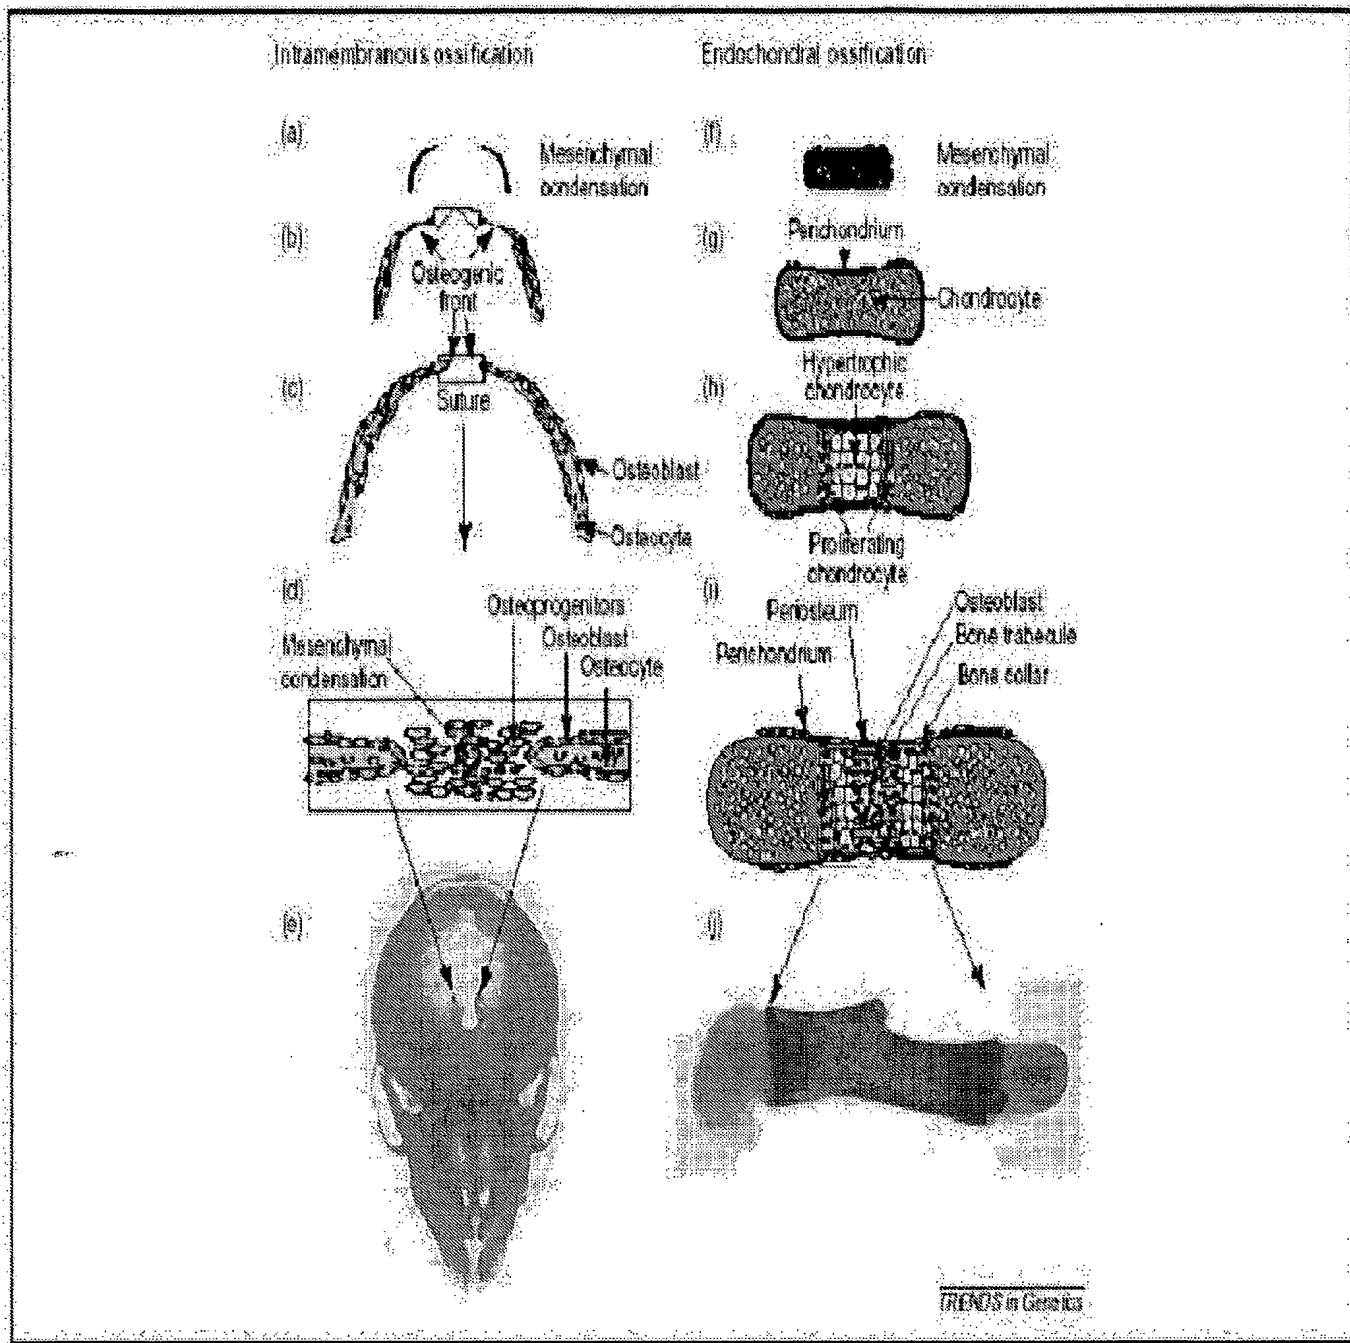 Intramembranous ossification
Endochondral ossification
(a)
Mesenchymal
condensation
(b)
Osteogenic
front
(c)
Suture
Osteoblast
Osteocyte
(d)
Osteoprogenitors
Osteoblast
Osteocyte
Mesenchymal
condensation
(e)
(f)
Mesenchymal
condensation
(g)
Perichondrium
Chondrocyte
(h)
Hypertrophic
chondrocyte
Proliferating
chondrocyte
(i)
Periosteum
Perichondrium
Osteoblast
Bone trabecule
Bone collar
(j)
TRENDS in Genetics